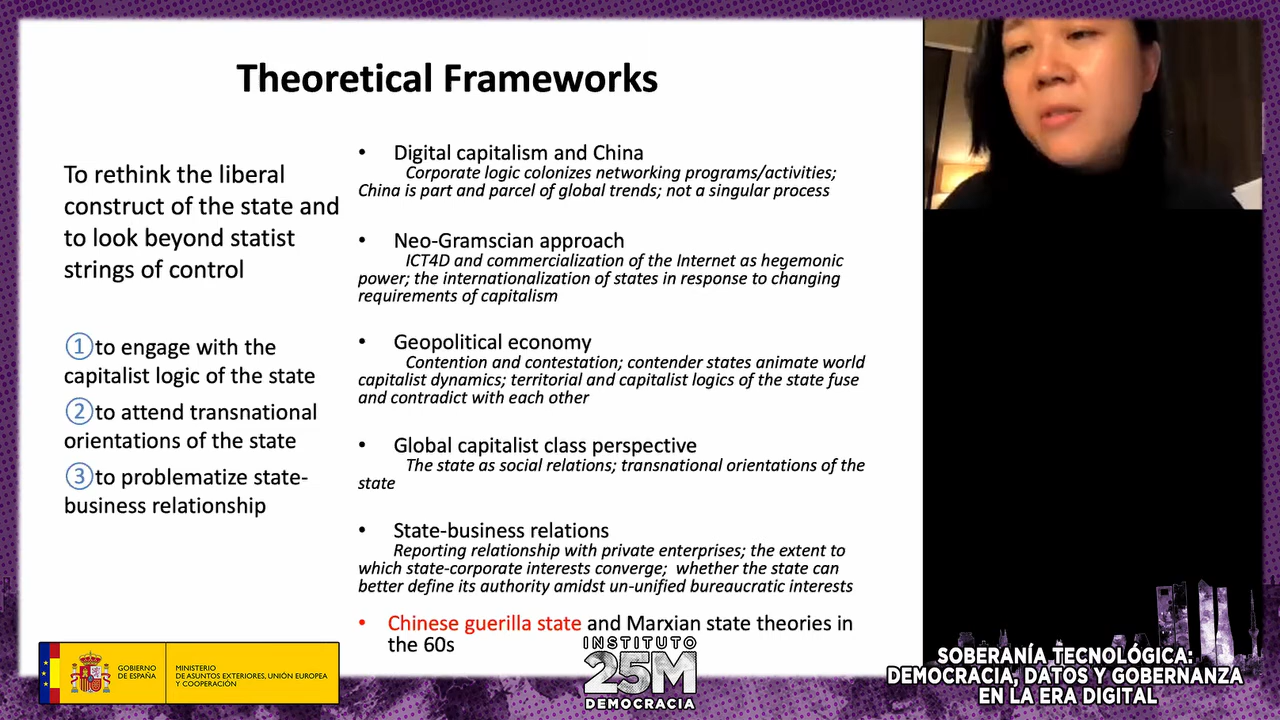 Theoretical Frameworks
To rethink the liberal
construct of the state and
to look beyond statist
strings of control
①to engage with the
capitalist logic of the state
②to attend transnational
orientations of the state
③to problematize state-
business relationship
• Digital capitalism and China
Corporate logic colonizes networking programs/activities;
China is part and parcel of global trends; not a singular process
• Neo-Gramscian approach
ICT4D and commercialization of the Internet as hegemonic
power; the internationalization of states in response to changing
requirements of capitalism
• Geopolitical economy
Contention and contestation; contender states animate world
capitalist dynamics; territorial and capitalist logics of the state fuse
and contradict with each other
• Global capitalist class perspective
The state as social relations; transnational orientations of the
state
• State-business relations
Reporting relationship with private enterprises; the extent to
which state-corporate interests converge; whether the state can
better define its authority amidst un-unified bureaucratic interests
• Chinese guerilla state and Marxian state theories in
the 60s
GOBIERNO
DE ESPAÑA
MINISTERIO
DE ASUNTOS EXTERIORES, UNIÓN EUROPEA
Y COOPERACIÓN
INSTITUTO
25M
DEMOCRACIA
SOBERANÍA TECNOLÓGICA:
DEMOCRACIA, DATOS Y GOBERNANZA
EN LA ERA DIGITAL